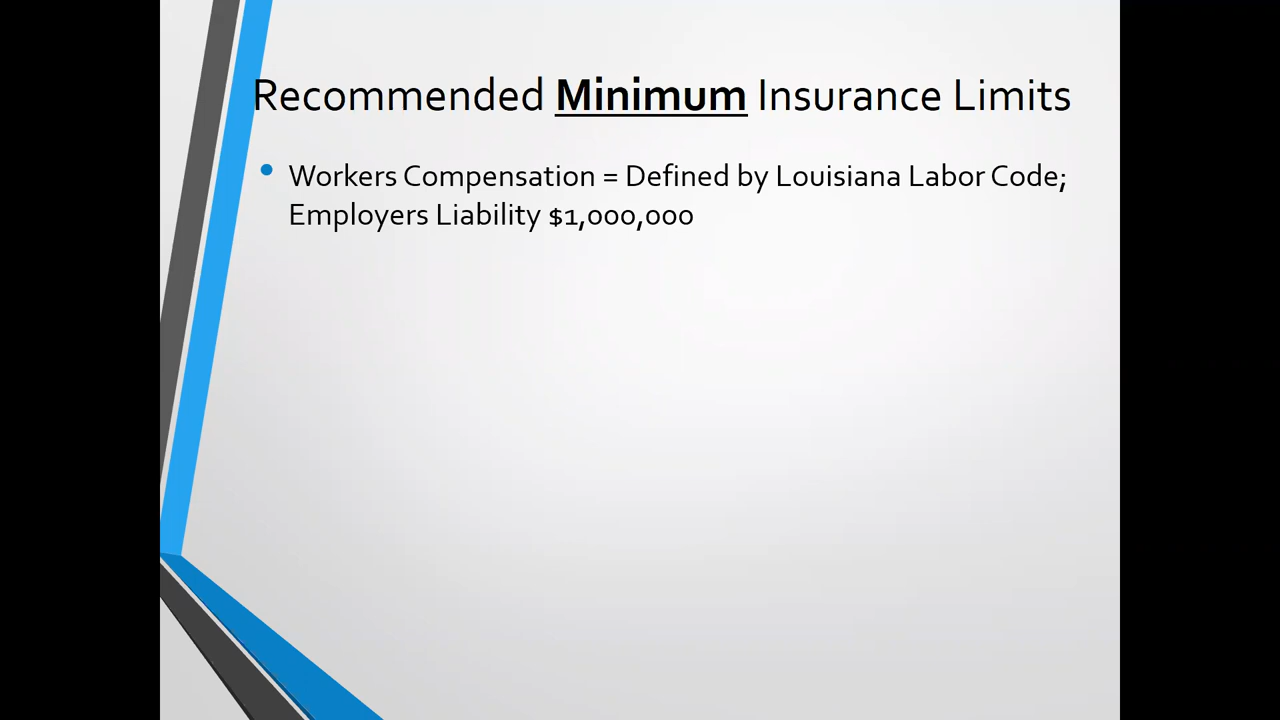 Recommended Minimum Insurance Limits
• Workers Compensation = Defined by Louisiana Labor Code;
Employers Liability $1,000,000